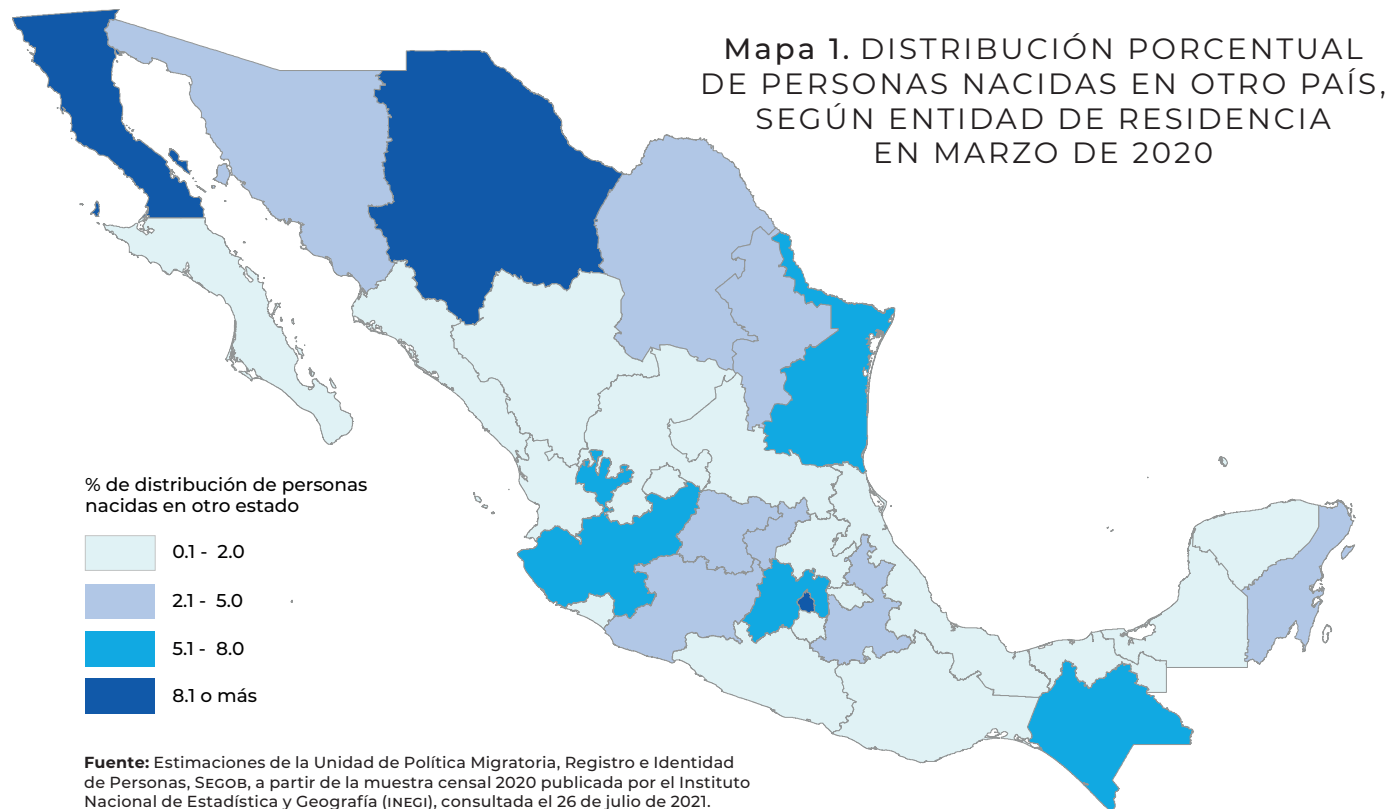 Mapa 1. DISTRIBUCIÓN PORCENTUAL
DE PERSONAS NACIDAS EN OTRO PAÍS,
SEGÚN ENTIDAD DE RESIDENCIA
EN MARZO DE 2020
% de distribución de personas
nacidas en otro estado
0.1 - 2.0
2.1 - 5.0
5.1 - 8.0
8.1 o más
Fuente: Estimaciones de la Unidad de Política Migratoria, Registro e Identidad
de Personas, SEGOB, a partir de la muestra censal 2020 publicada por el Instituto
Nacional de Estadística y Geografía (INEGI), consultada el 26 de julio de 2021.